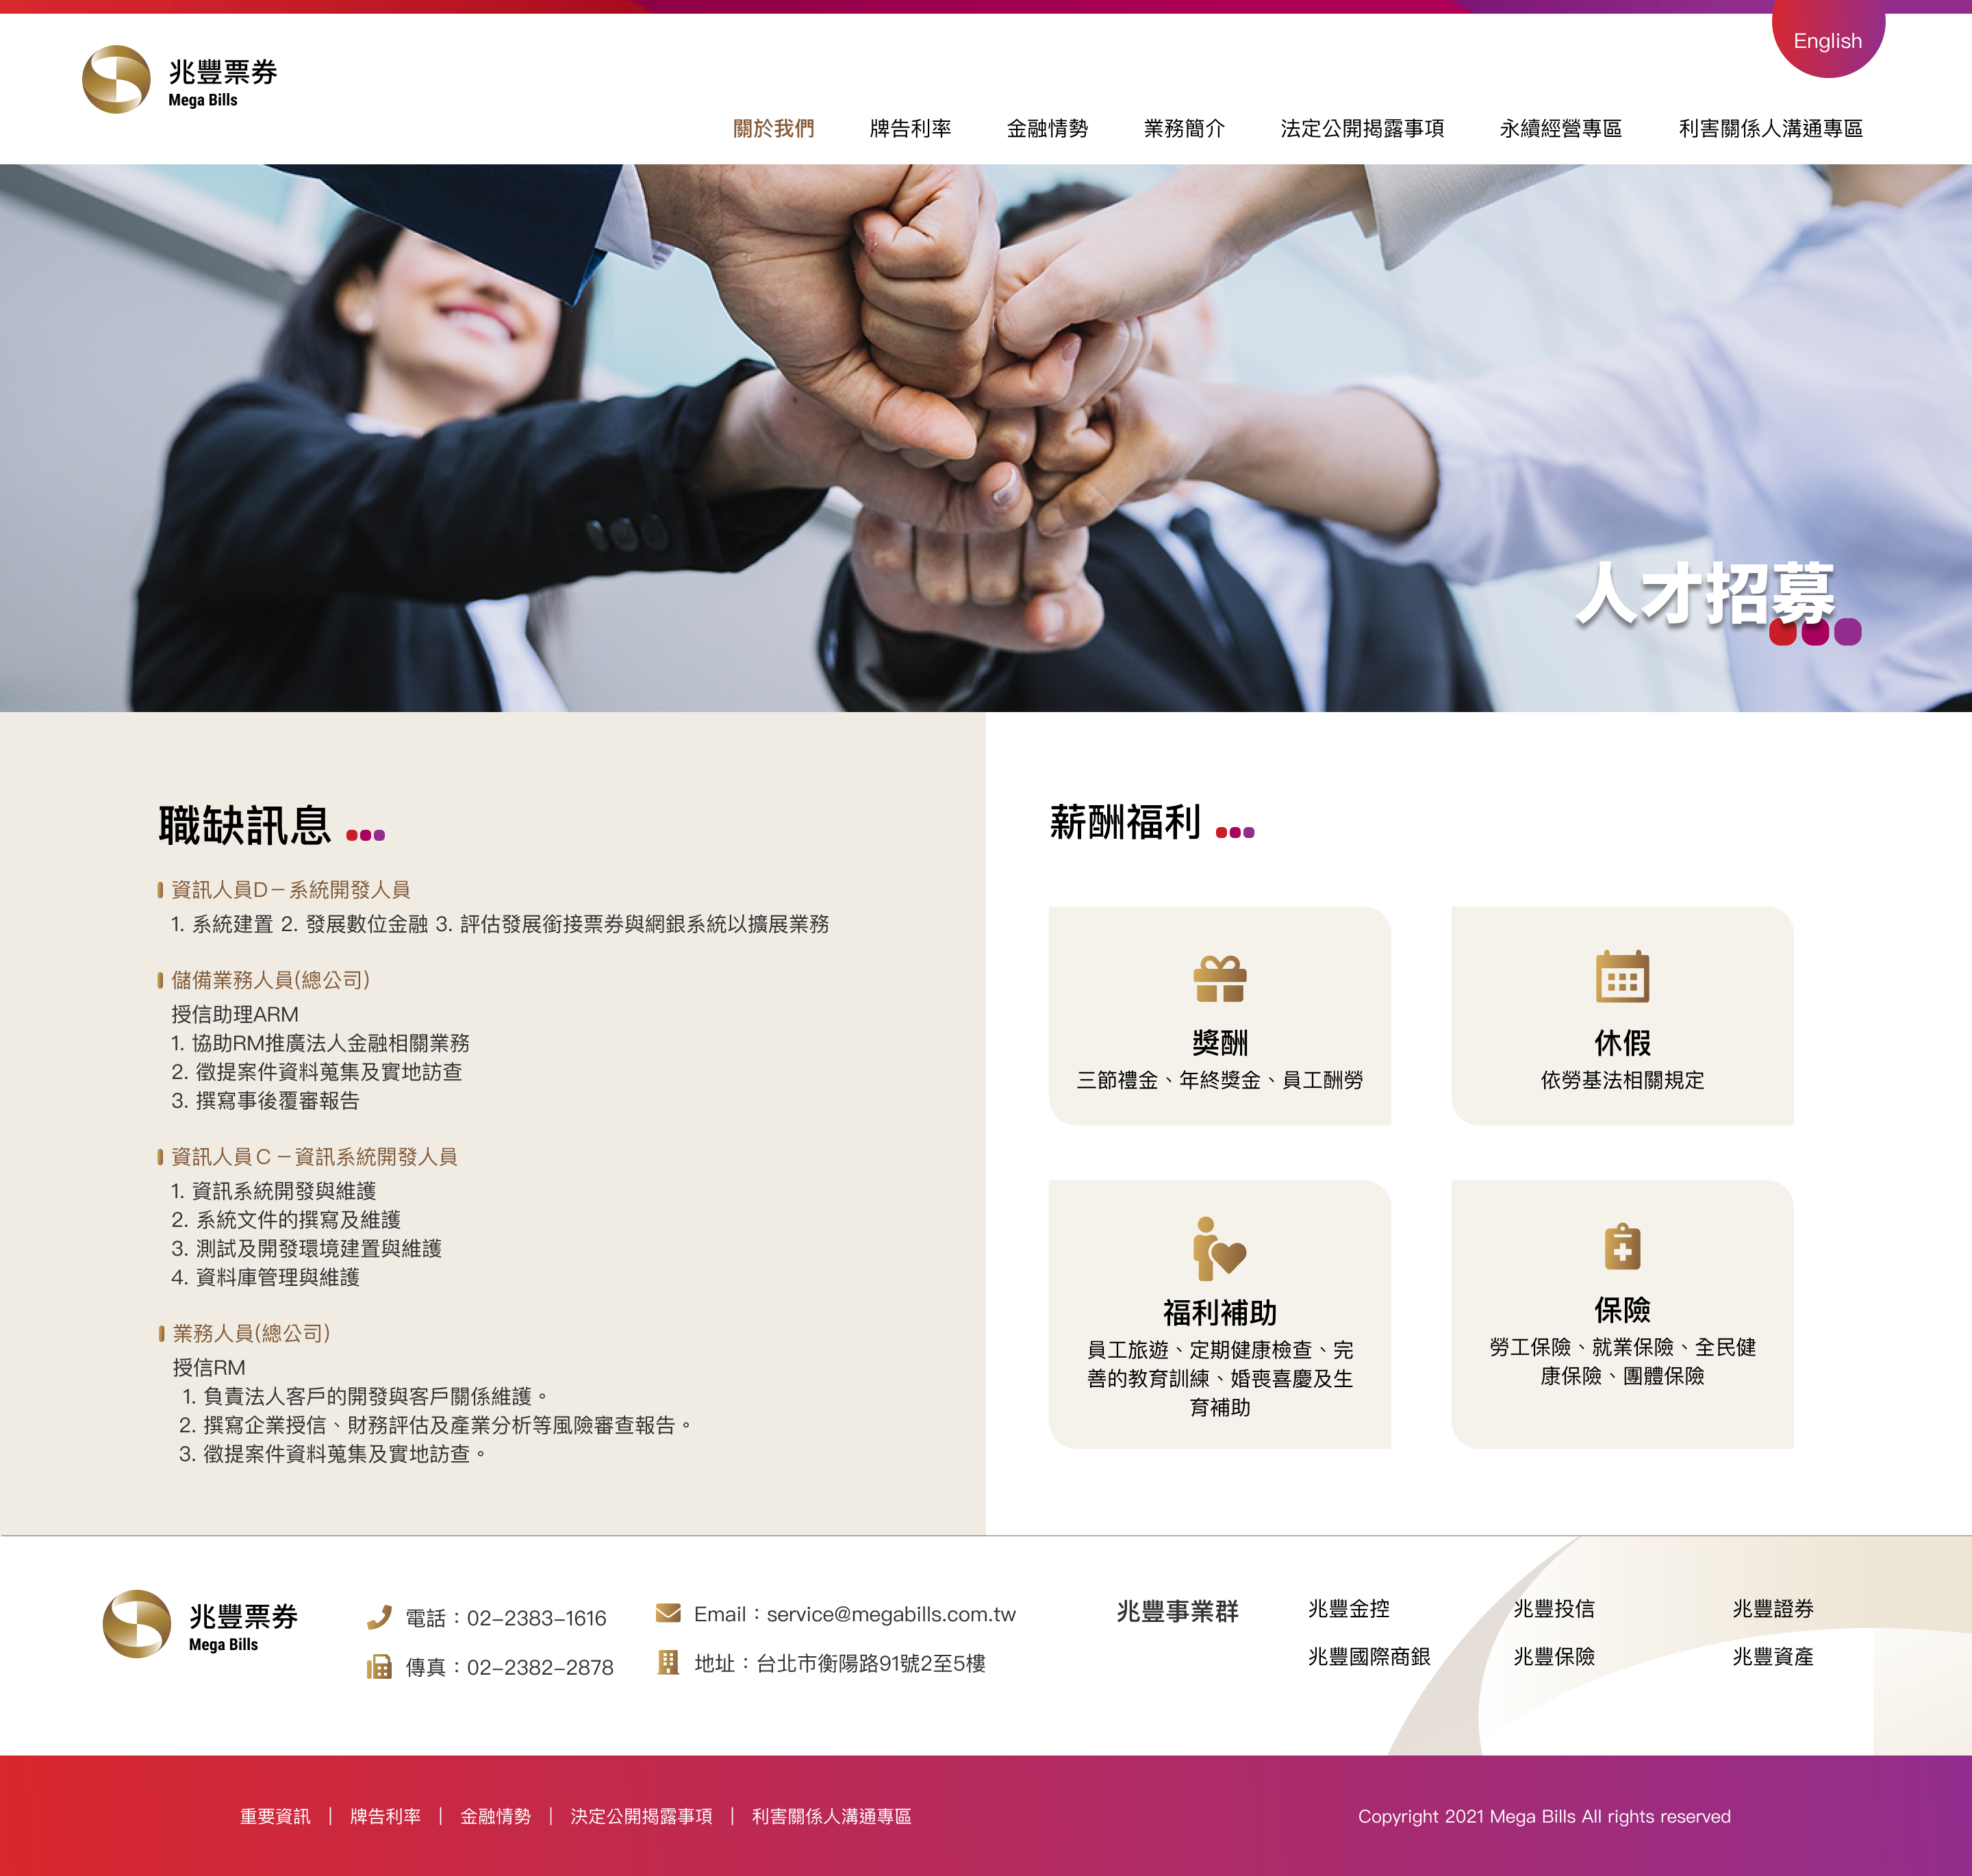 English
兆豐票券
Mega Bills
關於我們 牌告利率 金融情勢 業務簡介 法定公開揭露事項 永續經營專區 利害關係人溝通專區
人才招募
職缺訊息
資訊人員D－系統開發人員
1. 系統建置 2. 發展數位金融 3. 評估發展銜接票券與網銀系統以擴展業務
儲備業務人員(總公司)
授信助理ARM
1. 協助RM推廣法人金融相關業務
2. 徵提案件資料蒐集及實地訪查
3. 撰寫事後覆審報告
資訊人員Ｃ－資訊系統開發人員
1. 資訊系統開發與維護
2. 系統文件的撰寫及維護
3. 測試及開發環境建置與維護
4. 資料庫管理與維護
業務人員(總公司)
授信RM
1. 負責法人客戶的開發與客戶關係維護。
2. 撰寫企業授信、財務評估及產業分析等風險審查報告。
3. 徵提案件資料蒐集及實地訪查。
薪酬福利
獎酬
三節禮金、年終獎金、員工酬勞
休假
依勞基法相關規定
福利補助
員工旅遊、定期健康檢查、完
善的教育訓練、婚喪喜慶及生
育補助
保險
勞工保險、就業保險、全民健
康保險、團體保險
兆豐票券
Mega Bills
電話：02-2383-1616
傳真：02-2382-2878
Email：service@megabills.com.tw
地址：台北市衡陽路91號2至5樓
兆豐事業群
兆豐金控 兆豐投信 兆豐證券
兆豐國際商銀 兆豐保險 兆豐資產
重要資訊 | 牌告利率 | 金融情勢 | 決定公開揭露事項 | 利害關係人溝通專區
Copyright 2021 Mega Bills All rights reserved